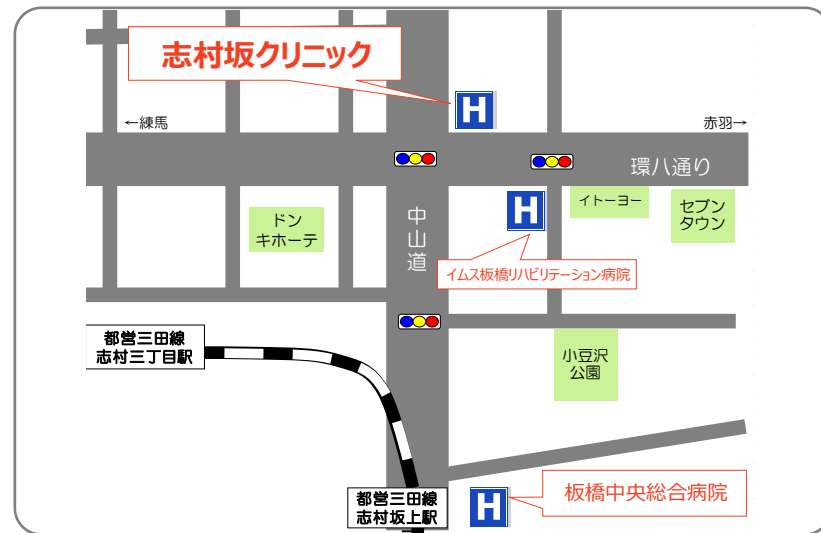 志村坂クリニック
H
←練馬
赤羽→
環八通り
H
イトーヨー
セブン
タウン
ドン
キホーテ
中山道
イムス板橋リハビリテーション病院
都営三田線
志村三丁目駅
小豆沢
公園
都営三田線
志村坂上駅
H
板橋中央総合病院